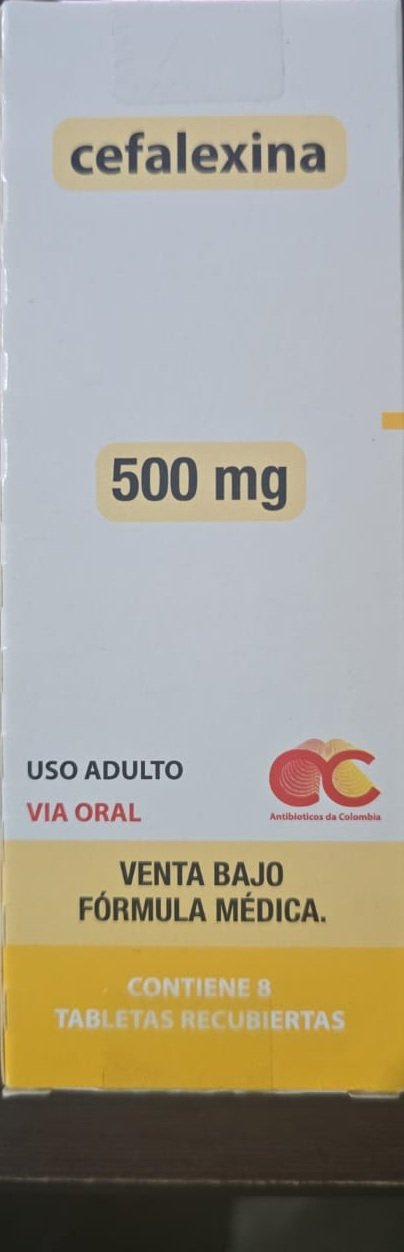 cefalexina
500 mg
USO ADULTO
VIA ORAL
Antibioticos da Colombia
VENTA BAJO
FÓRMULA MÉDICA.
CONTIENE 8
TABLETAS RECUBIERTAS